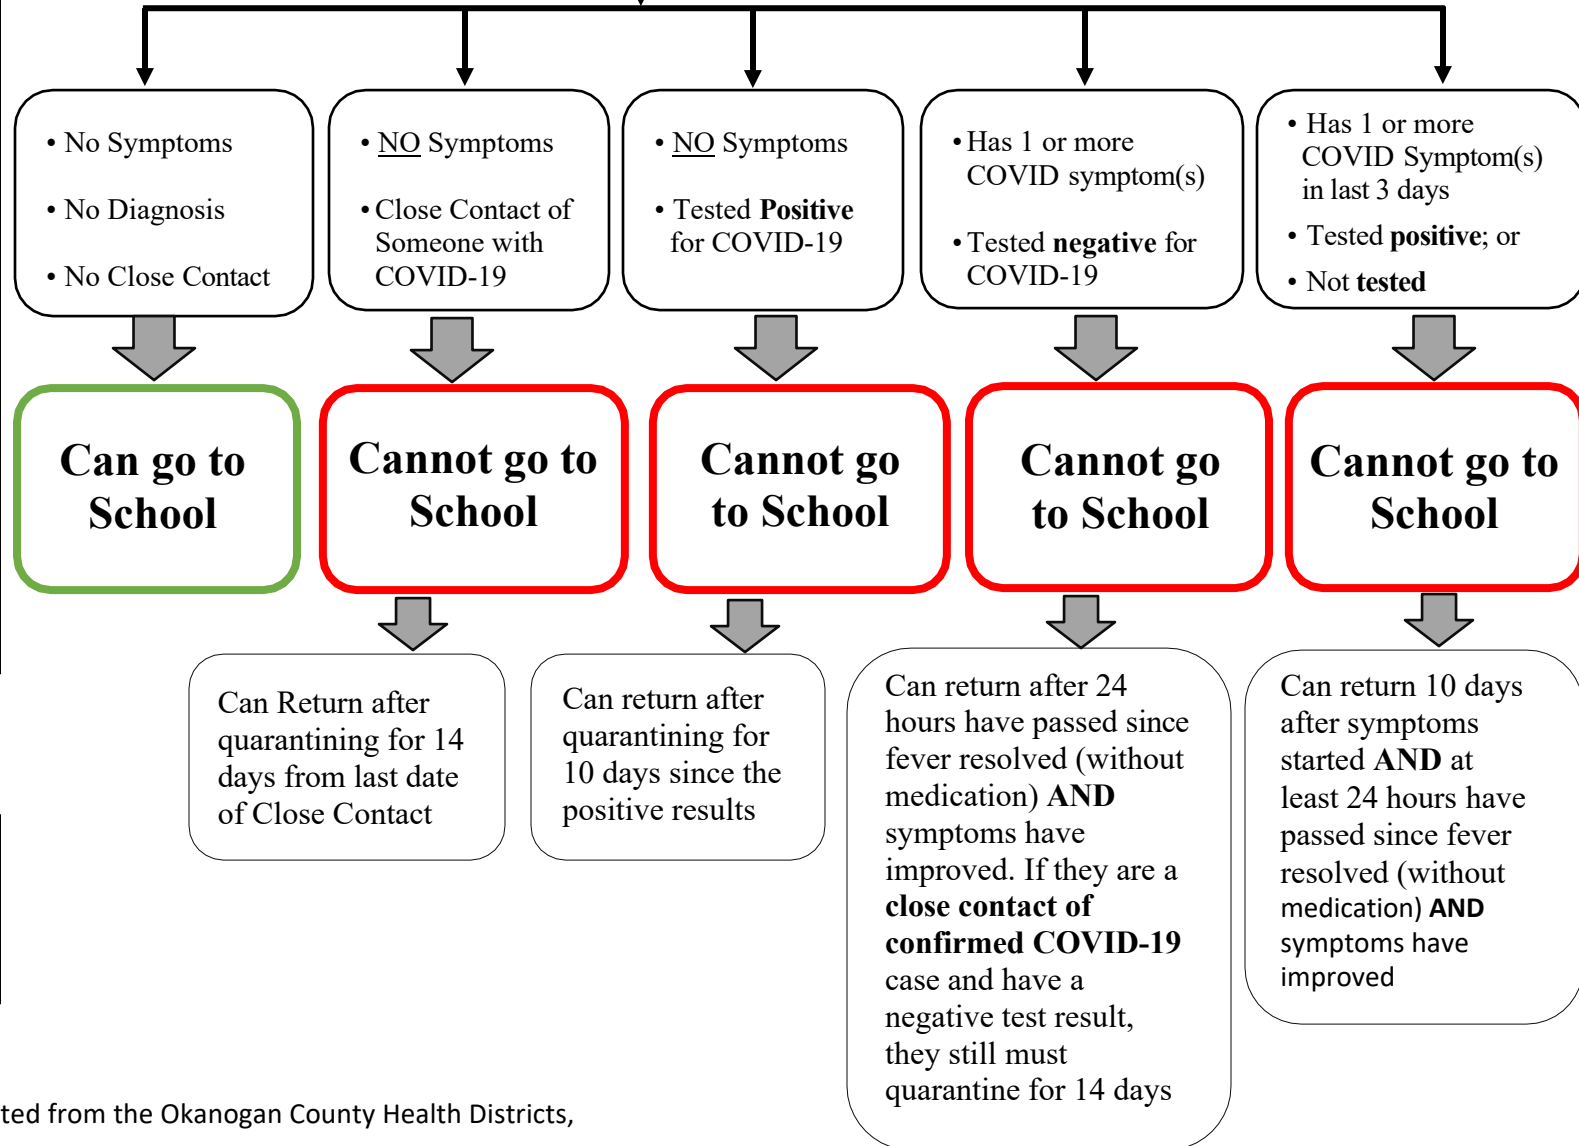 • No Symptoms
• No Diagnosis
• No Close Contact
• NO Symptoms
• Close Contact of
Someone with
COVID-19
• NO Symptoms
• Tested Positive
for COVID-19
• Has 1 or more
COVID symptom(s)
• Tested negative for
COVID-19
• Has 1 or more
COVID Symptom(s)
in last 3 days
• Tested positive; or
• Not tested
Can go to
School
Cannot go to
School
Cannot go
to School
Cannot go
to School
Cannot go to
School
Can Return after
quarantining for 14
days from last date
of Close Contact
Can return after
quarantining for
10 days since the
positive results
Can return after 24
hours have passed since
fever resolved (without
medication) AND
symptoms have
improved. If they are a
close contact of
confirmed COVID-19
case and have a
negative test result,
they still must
quarantine for 14 days
Can return 10 days
after symptoms
started AND at
least 24 hours have
passed since fever
resolved (without
medication) AND
symptoms have
improved
ted from the Okanogan County Health Districts,